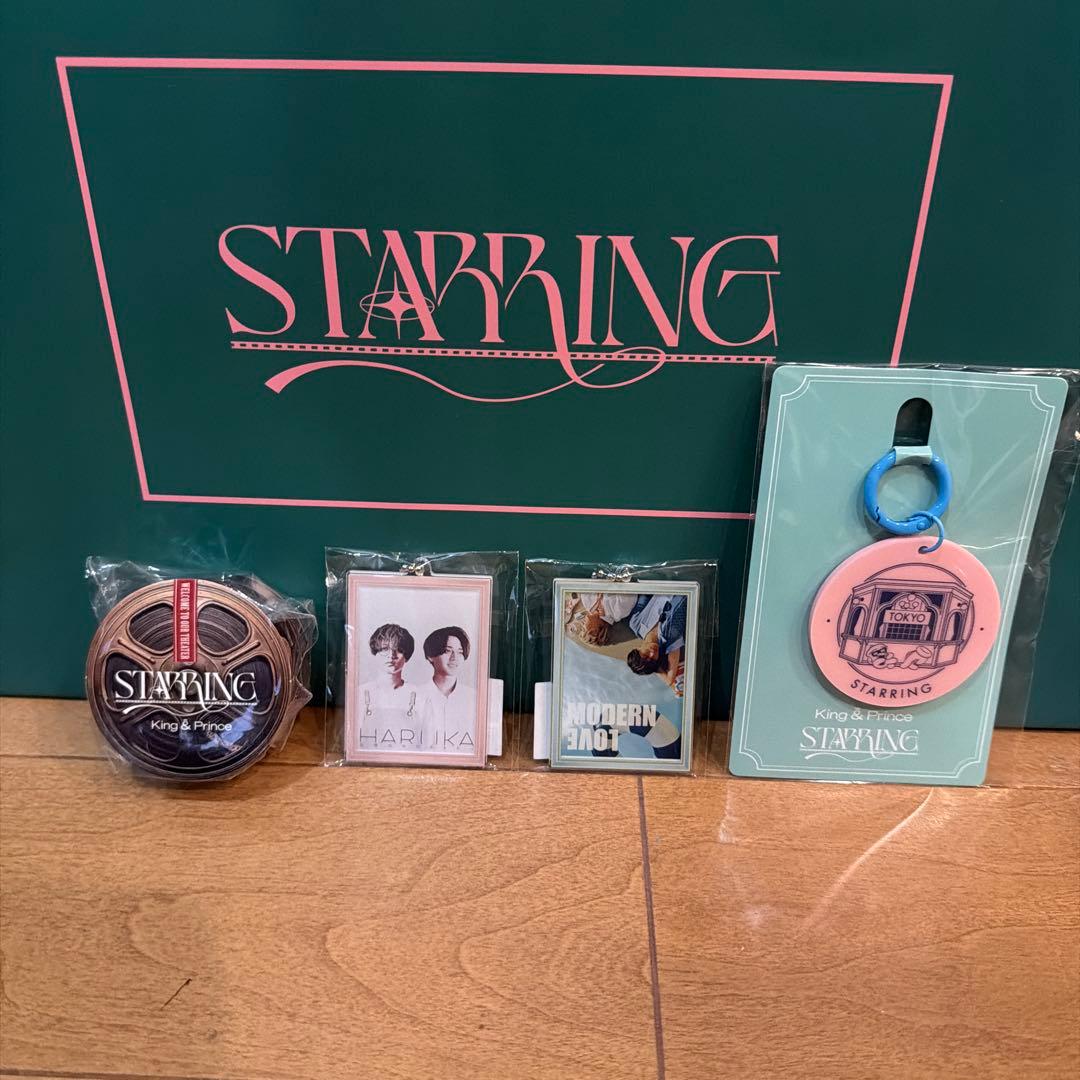 STARRING
WELCOME TO OUR THEATER
STARRING
King & Prince
HARUKA
MODERN
LOVE
TOKYO
STARRING
King & Prince
STARRING